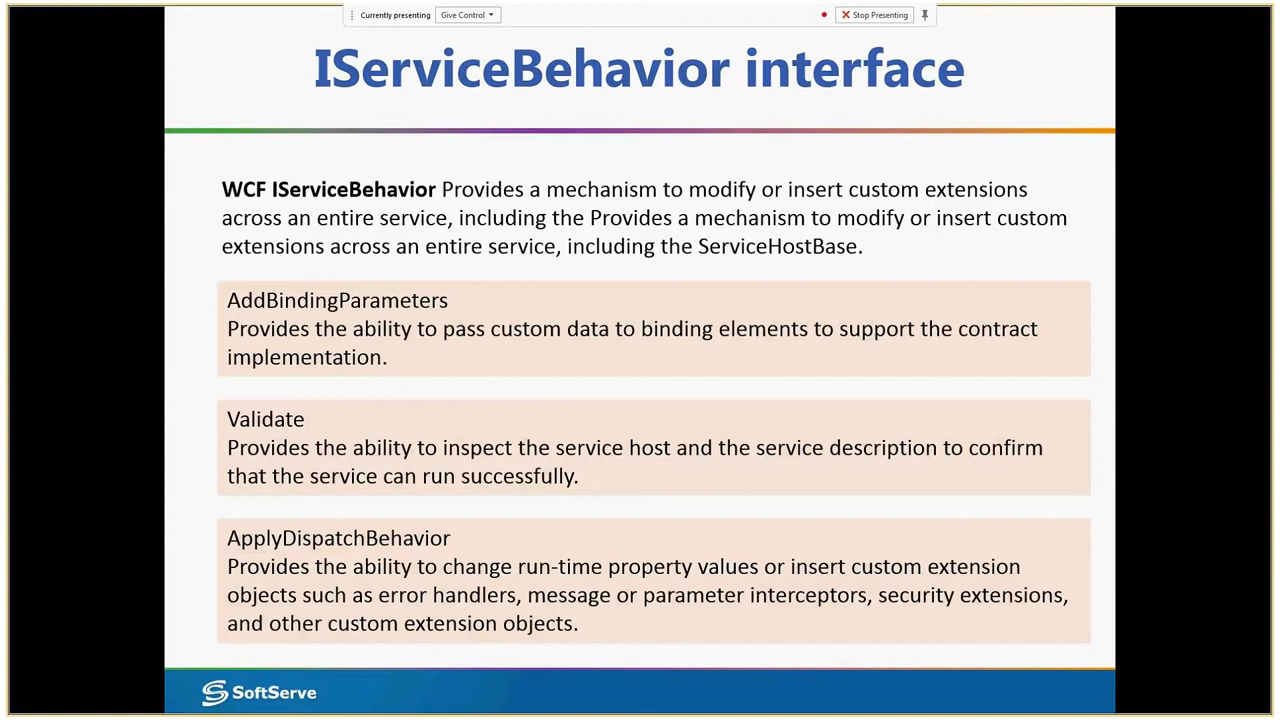 Currently presenting Give Control Stop Presenting
IServiceBehavior interface
WCF IServiceBehavior Provides a mechanism to modify or insert custom extensions
across an entire service, including the Provides a mechanism to modify or insert custom
extensions across an entire service, including the ServiceHostBase.
AddBindingParameters
Provides the ability to pass custom data to binding elements to support the contract
implementation.
Validate
Provides the ability to inspect the service host and the service description to confirm
that the service can run successfully.
ApplyDispatchBehavior
Provides the ability to change run-time property values or insert custom extension
objects such as error handlers, message or parameter interceptors, security extensions,
and other custom extension objects.
SoftServe